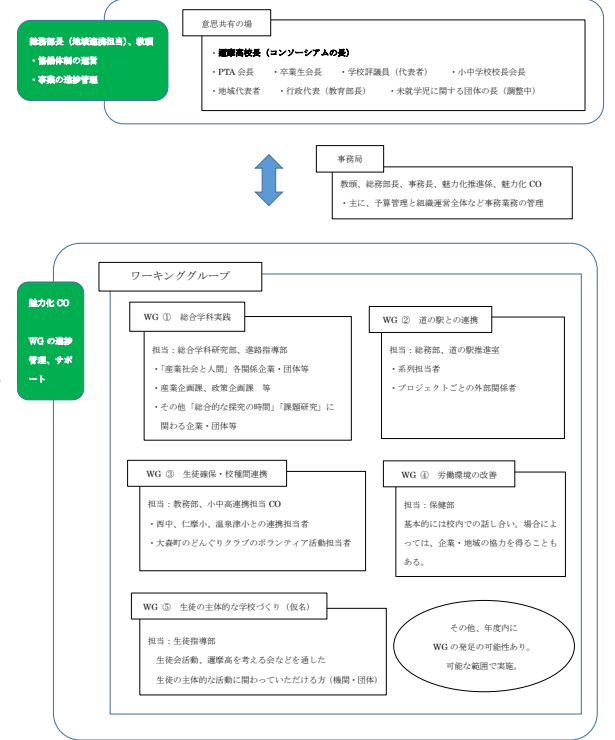 総務部長（地域連携担当）、教頭
・協働体制の運営
・事業の進捗管理
意思共有の場
・邇摩高校長（コンソーシアムの長）
・PTA 会長　・卒業生会長　・学校評議員（代表者）　・小中学校校長会長
・地域代表者　・行政代表（教育部長）　・未就学児に関する団体の長（調整中）
事務局
教頭、総務部長、事務長、魅力化推進係、魅力化 CO
・主に、予算管理と組織運営全体など事務業務の管理
魅力化 CO
WG の進捗
管理、サポ
ート
ワーキンググループ
WG ① 総合学科実践
担当：総合学科研究部、進路指導部
・「産業社会と人間」各関係企業・団体等
・産業企画課、政策企画課　等
・その他「総合的な探究の時間」「課題研究」に
関わる企業・団体等
WG ② 道の駅との連携
担当：総務部、道の駅推進室
・系列担当者
・プロジェクトごとの外部関係者
WG ③ 生徒確保・校種間連携
担当：教務部、小中高連携担当 CO
・西中、仁摩小、温泉津小との連携担当者
・大森町のどんぐりクラブのボランティア活動担当者
WG ④ 労働環境の改善
担当：保健部
基本的には校内での話し合い。場合によ
っては、企業・地域の協力を得ることも
ある。
WG ⑤ 生徒の主体的な学校づくり（仮名）
担当：生徒指導部
生徒会活動、邇摩高を考える会などを通した
生徒の主体的な活動に関わっていただける方（機関・団体）
その他、年度内に
WG の発足の可能性あり。
可能な範囲で実施。